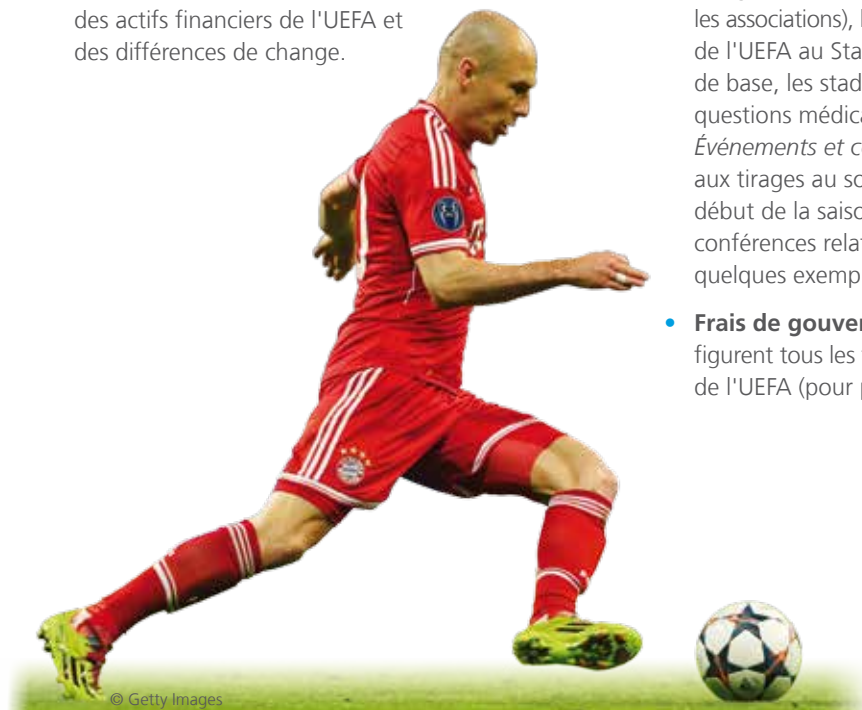 des actifs financiers de l'UEFA et
des différences de change.
les associations), l
de l'UEFA au Sta
de base, les stad
questions médica
Événements et c
aux tirages au so
début de la saiso
conférences relat
quelques exemp
• Frais de gouver
figurent tous les
de l'UEFA (pour p
© Getty Images